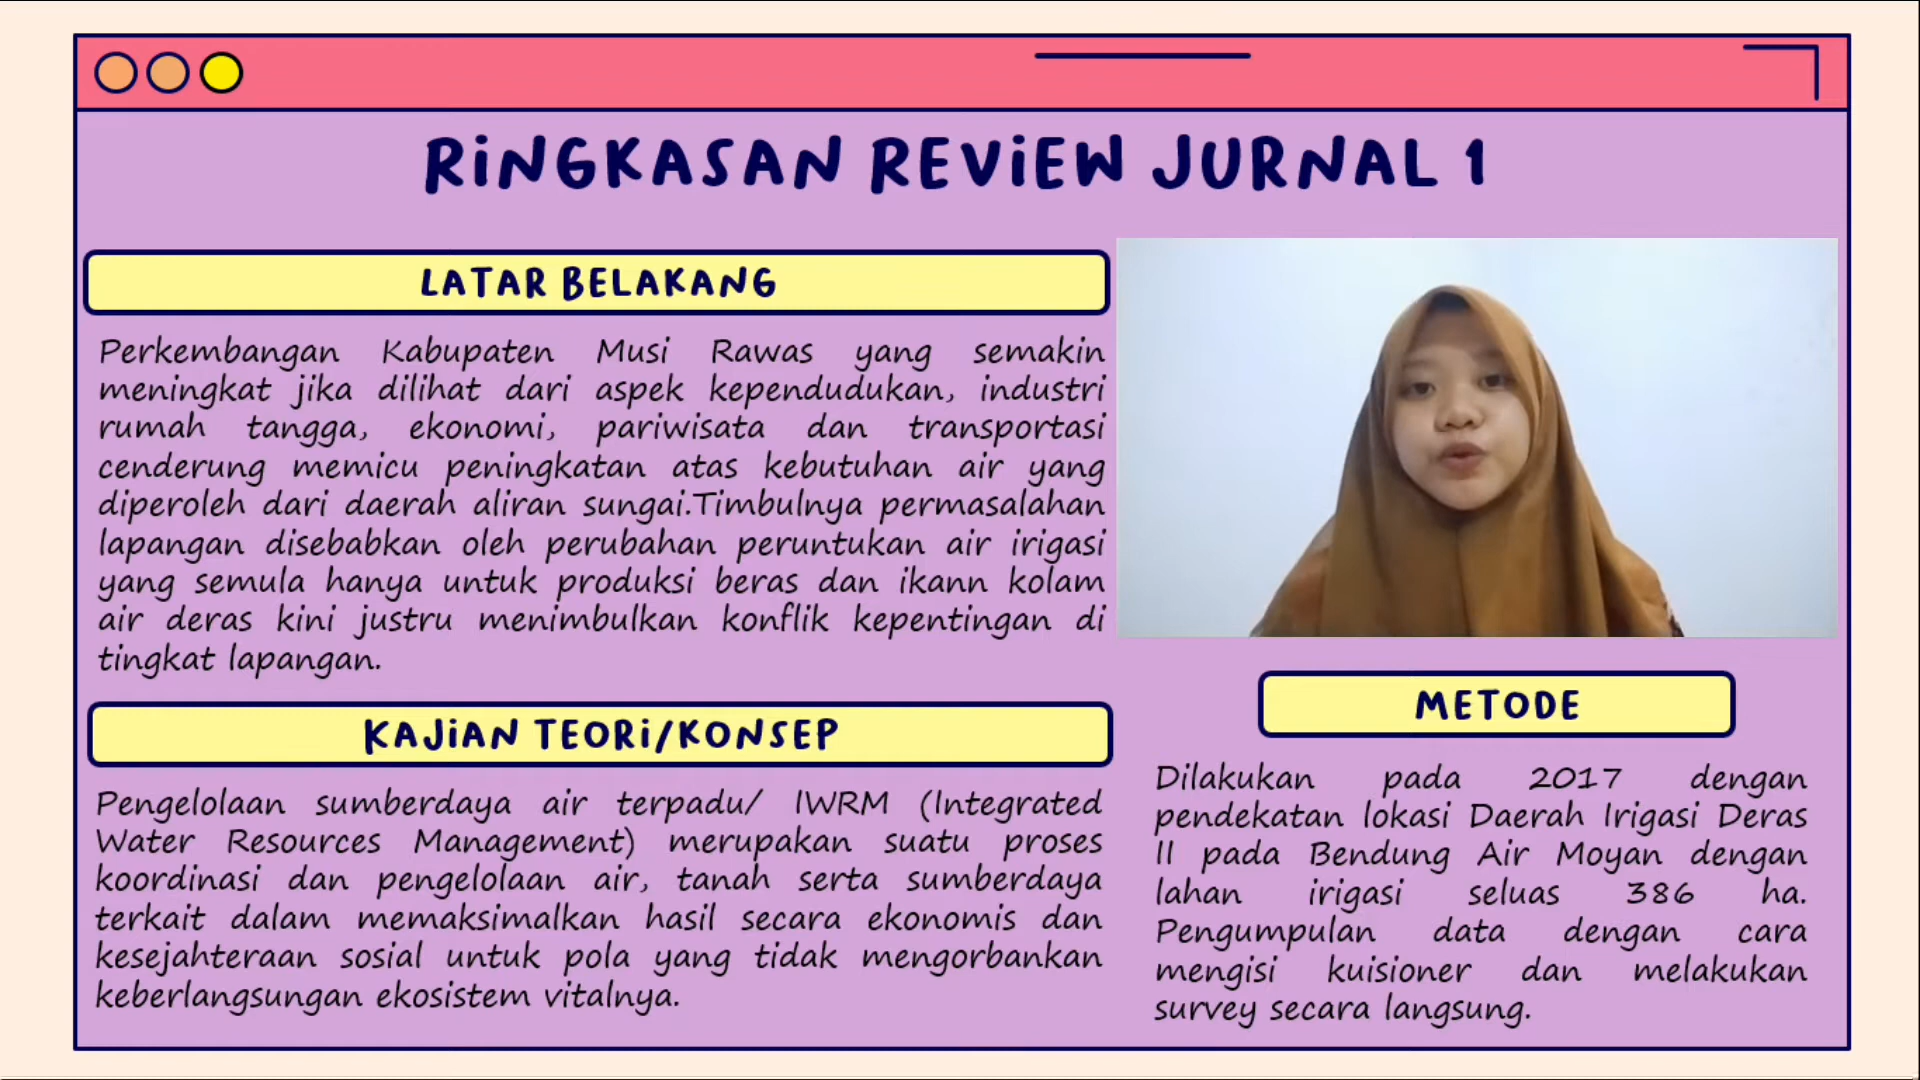 RiNGKASAN REViEW JURNAL 1
LATAR BELAKANG
Perkembangan Kabupaten Musi Rawas yang semakin
meningkat jika dilihat dari aspek kependudukan, industri
rumah tangga, ekonomi, pariwisata dan transportasi
cenderung memicu peningkatan atas kebutuhan air yang
diperoleh dari daerah aliran sungai.Timbulnya permasalahan
lapangan disebabkan oleh perubahan peruntukan air irigasi
yang semula hanya untuk produksi beras dan ikann kolam
air deras kini justru menimbulkan konflik kepentingan di
tingkat lapangan.
KAJiAN TEORi/KONSEP
Pengelolaan sumberdaya air terpadu/ IWRM (Integrated
Water Resources Management) merupakan suatu proses
koordinasi dan pengelolaan air, tanah serta sumberdaya
terkait dalam memaksimalkan hasil secara ekonomis dan
kesejahteraan sosial untuk pola yang tidak mengorbankan
keberlangsungan ekosistem vitalnya.
METODE
Dilakukan pada 2017 dengan
pendekatan lokasi Daerah Irigasi Deras
II pada Bendung Air Moyan dengan
lahan irigasi seluas 386 ha.
Pengumpulan data dengan cara
mengisi kuisioner dan melakukan
survey secara langsung.